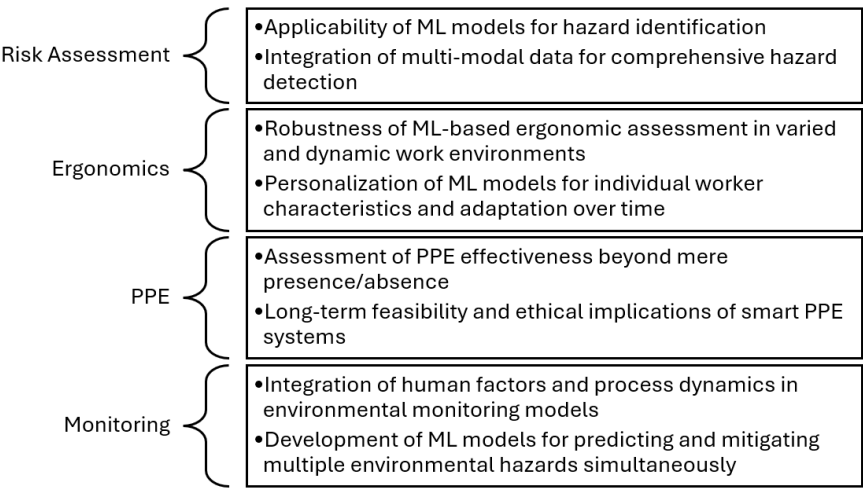 Risk Assessment
•Applicability of ML models for hazard identification
•Integration of multi-modal data for comprehensive hazard
detection
Ergonomics
•Robustness of ML-based ergonomic assessment in varied
and dynamic work environments
•Personalization of ML models for individual worker
characteristics and adaptation over time
PPE
•Assessment of PPE effectiveness beyond mere
presence/absence
•Long-term feasibility and ethical implications of smart PPE
systems
Monitoring
•Integration of human factors and process dynamics in
environmental monitoring models
•Development of ML models for predicting and mitigating
multiple environmental hazards simultaneously